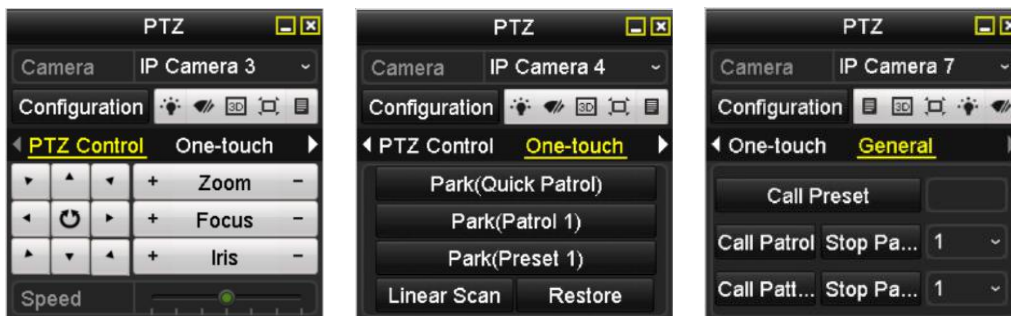 PTZ
Camera IP Camera 3
Configuration 3D
PTZ Control One-touch
+ Zoom -
+ Focus -
+ Iris -
Speed
PTZ
Camera IP Camera 4
Configuration 3D
PTZ Control One-touch
Park(Quick Patrol)
Park(Patrol 1)
Park(Preset 1)
Linear Scan Restore
PTZ
Camera IP Camera 7
Configuration 3D
One-touch General
Call Preset
Call Patrol Stop Pa... 1
Call Patt... Stop Pa... 1